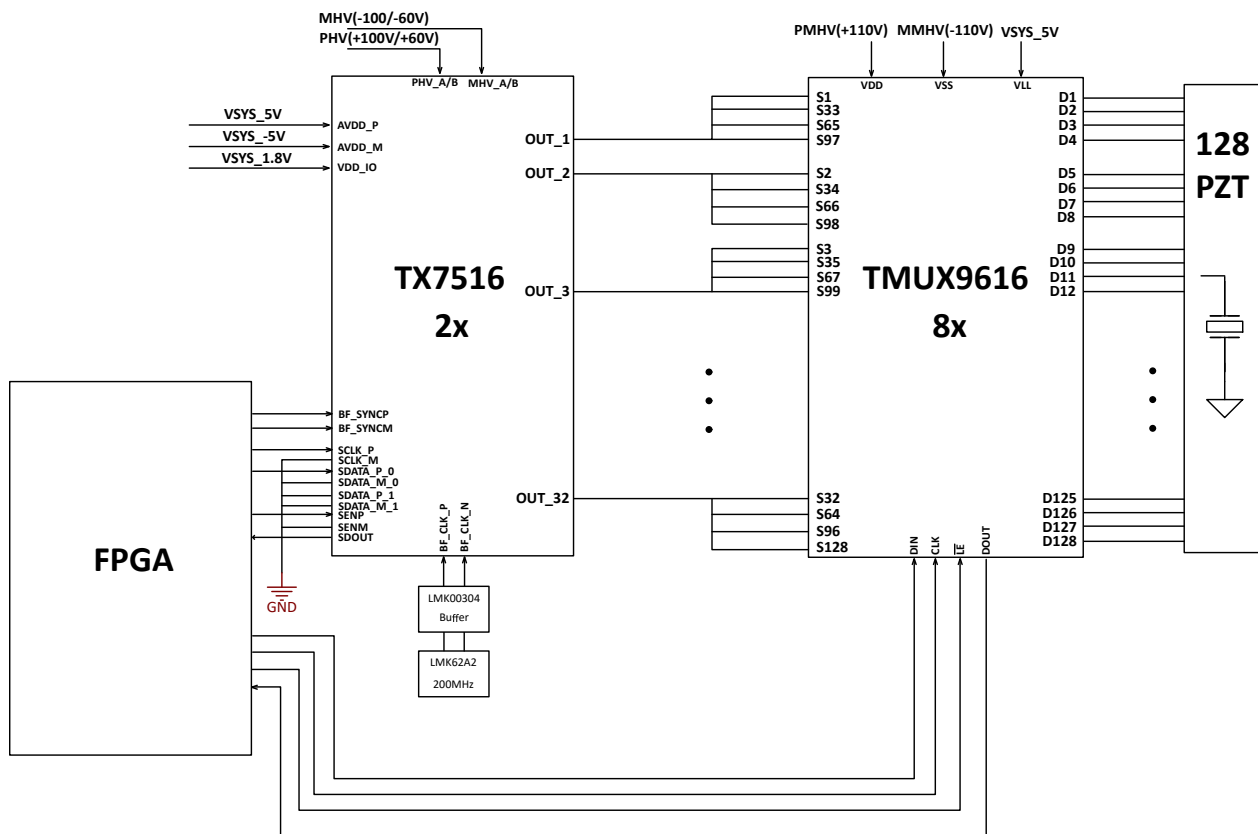 MHV(-100/-60V)
PHV(+100V/+60V)
PHV_A/B
MHV_A/B
VSYS_5V
VSYS_-5V
VSYS_1.8V
AVDD_P
AVDD_M
VDD_IO
OUT_1
OUT_2
OUT_3
OUT_32
TX7516
2x
BF_SYNCP
BF_SYNCM
SCLK_P
SCLK_M
SDATA_P_0
SDATA_M_0
SDATA_P_1
SDATA_M_1
SENP
SENM
SDOUT
BF_CLK_P
BF_CLK_N
LMK00304
Buffer
LMK62A2
200MHz
FPGA
GND
PMHV(+110V)
MMHV(-110V)
VSYS_5V
VDD
VSS
VLL
S1
S33
S65
S97
S2
S34
S66
S98
S3
S35
S67
S99
S32
S64
S96
S128
TMUX9616
8x
DIN
CLK
LE
DOUT
D1
D2
D3
D4
D5
D6
D7
D8
D9
D10
D11
D12
D125
D126
D127
D128
128
PZT